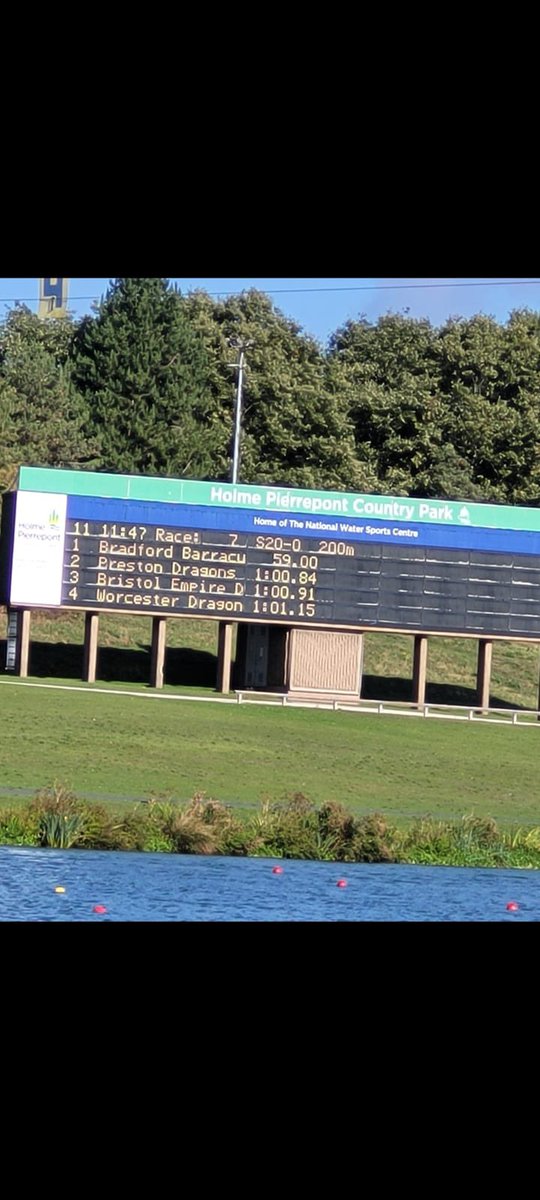 Holme Pierrepont Country Park
Home of The National Water Sports Centre
Holme
Pierrepont
11 11:47 Race: 7 S20-O 200m
1 Bradford Barracu 59.00
2 Preston Dragons 1:00.84
3 Bristol Empire D 1:00.91
4 Worcester Dragon 1:01.15